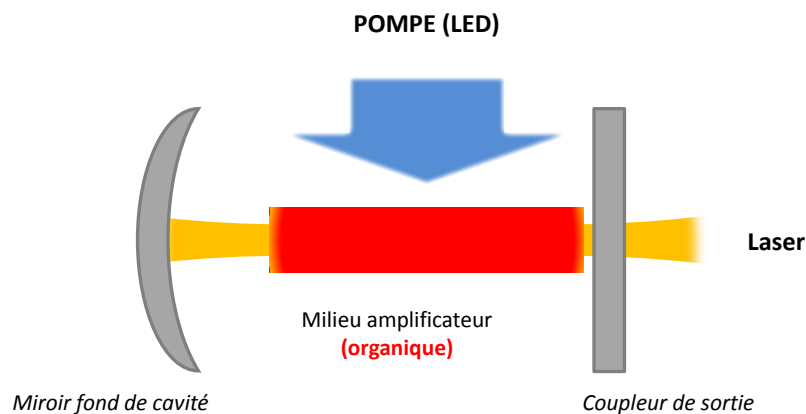 POMPE (LED)
Laser
Milieu amplificateur
(organique)
Miroir fond de cavité
Coupleur de sortie